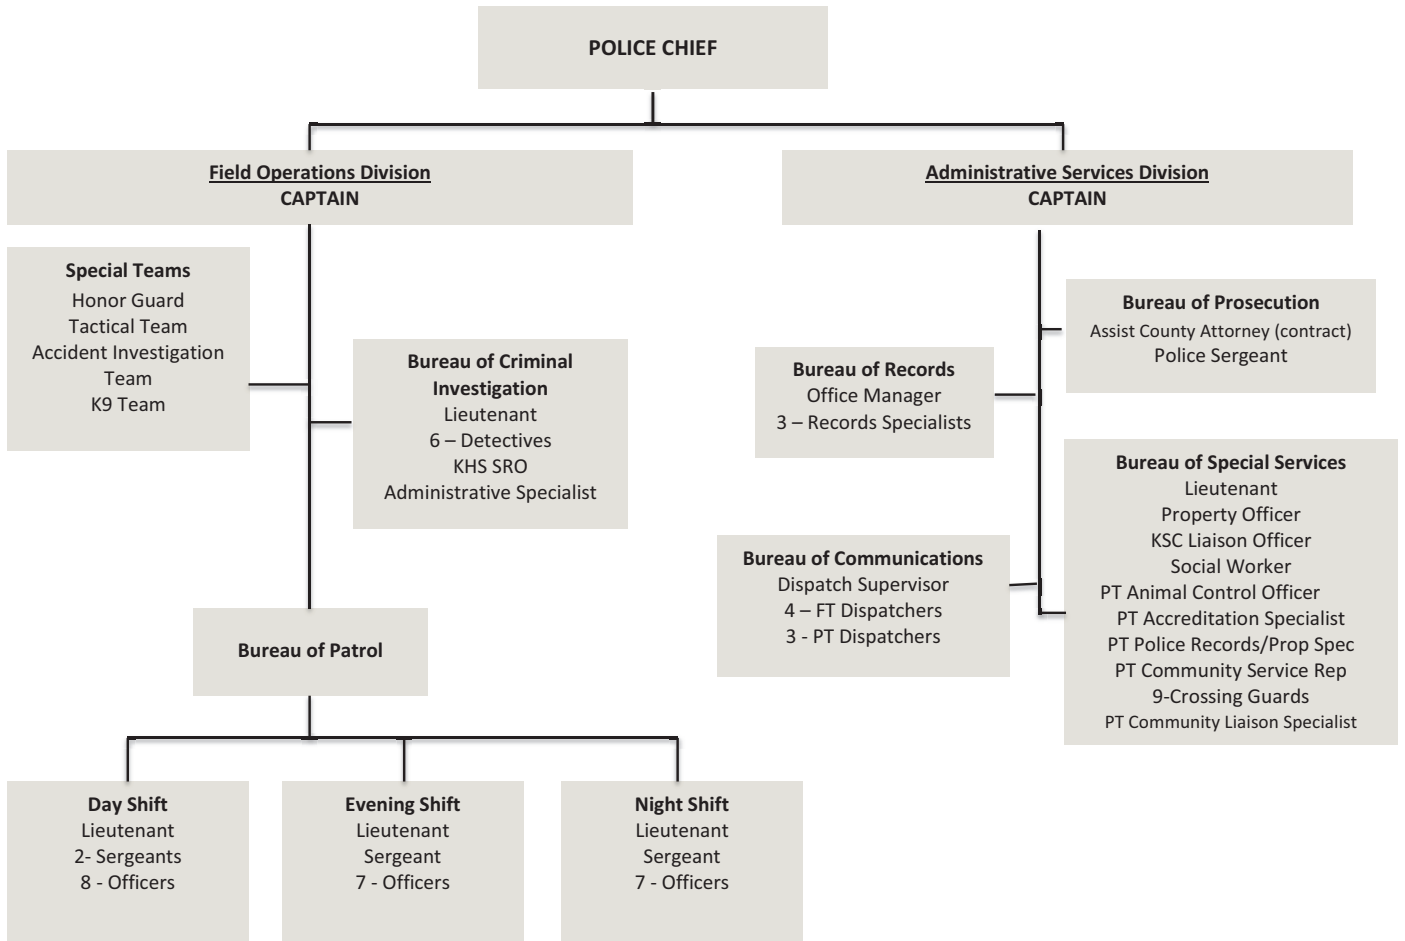 POLICE CHIEF
Field Operations Division
CAPTAIN
Administrative Services Division
CAPTAIN
Special Teams
Honor Guard
Tactical Team
Accident Investigation
Team
K9 Team
Bureau of Criminal
Investigation
Lieutenant
6 – Detectives
KHS SRO
Administrative Specialist
Bureau of Prosecution
Assist County Attorney (contract)
Police Sergeant
Bureau of Records
Office Manager
3 – Records Specialists
Bureau of Special Services
Lieutenant
Property Officer
KSC Liaison Officer
Social Worker
PT Animal Control Officer
PT Accreditation Specialist
PT Police Records/Prop Spec
PT Community Service Rep
9-Crossing Guards
PT Community Liaison Specialist
Bureau of Communications
Dispatch Supervisor
4 – FT Dispatchers
3 - PT Dispatchers
Bureau of Patrol
Day Shift
Lieutenant
2- Sergeants
8 - Officers
Evening Shift
Lieutenant
Sergeant
7 - Officers
Night Shift
Lieutenant
Sergeant
7 - Officers